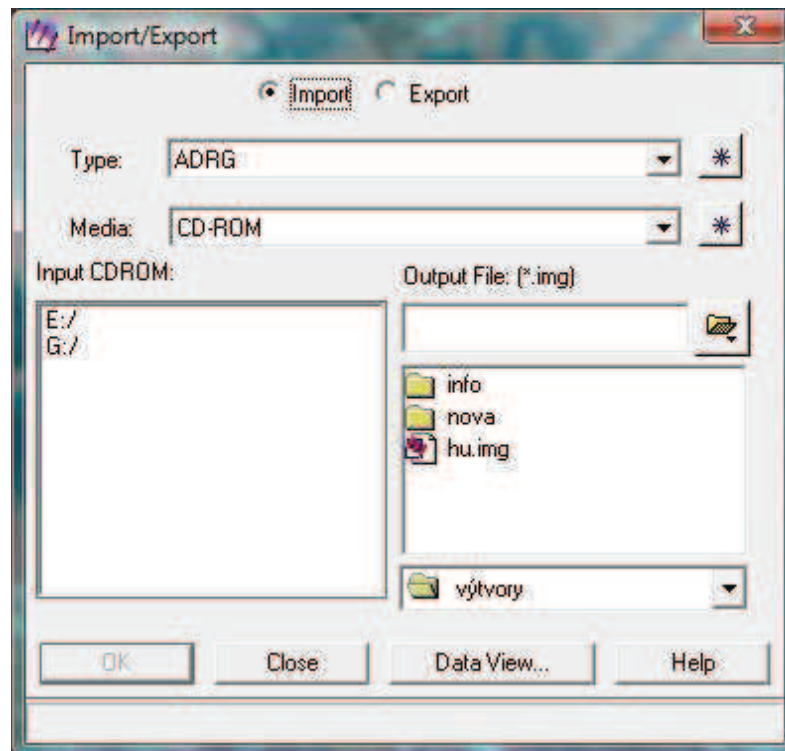 Import/Export
Import Export
Type: ADRG
Media: CD-ROM
Input CDROM:
E:/
G:/
Output File: (*.img)
info
nova
hu.img
výtvory
OK Close Data View... Help